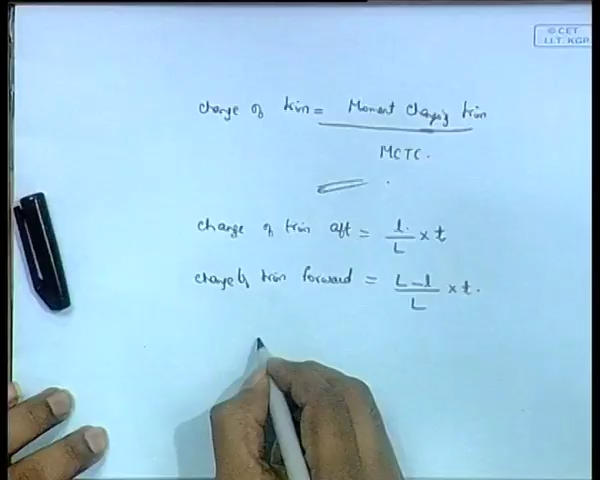 © CET
I.I.T. KGP
change of trim = Moment changing trim
MCTC.
change of trim aft = l/L × t
change of trim forward = L-l/L × t.